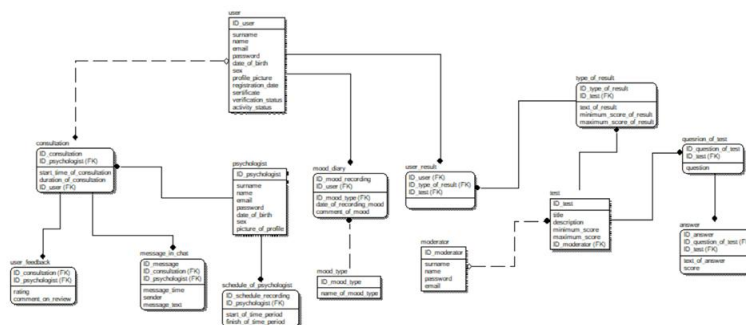 user
ID_user
surname
name
email
password
date_of_birth
sex
profile_picture
registration_date
sertificate
verification_status
activity_status
type_of_result
ID_type_of_result
ID_test (FK)
text_of_result
minimum_score_of_result
maximum_score_of_result
consultation
ID_consultation
ID_psychologist (FK)
start_time_of_consultation
duration_of_consultation
ID_user (FK)
psychologist
ID_psychologist
surname
name
email
password
date_of_birth
sex
picture_of_profile
mood_diary
ID_mood_recording
ID_user (FK)
ID_mood_type (FK)
date_of_recording_mood
comment_of_mood
user_result
ID_user (FK)
ID_type_of_result (FK)
ID_test (FK)
quesrion_of_test
ID_question_of_test
ID_test (FK)
question
test
ID_test
title
description
minimum_score
maximum_score
ID_moderator (FK)
answer
ID_answer
ID_question_of_test (FK)
ID_test (FK)
text_of_answer
score
moderator
ID_moderator
surname
name
password
email
user_feedback
ID_consultation (FK)
ID_psychologist (FK)
rating
comment_on_review
message_in_chat
ID_message
ID_consultation (FK)
ID_psychologist (FK)
message_time
sender
message_text
schedule_of_psychologist
ID_schedule_recording
ID_psychologist (FK)
start_of_time_period
finish_of_time_period
mood_type
ID_mood_type
name_of_mood_type